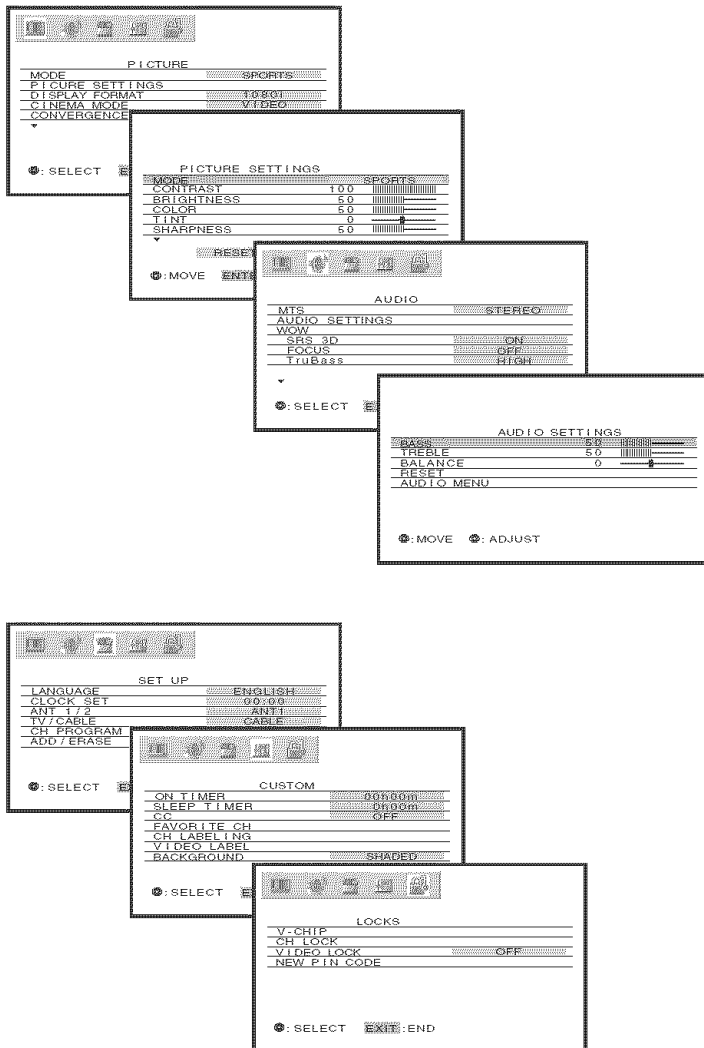 PICTURE
MODE SPORTS
PICURE SETTINGS
DISPLAY FORMAT 1080i
CINEMA MODE VIDEO
CONVERGENCE
: SELECT
PICTURE SETTINGS
MODE SPORTS
CONTRAST 100
BRIGHTNESS 50
COLOR 50
TINT 0
SHARPNESS 50
RESET
: MOVE ENTE
AUDIO
MTS STEREO
AUDIO SETTINGS
WOW
SRS 3D ON
FOCUS OFF
TruBass HIGH
: SELECT E
AUDIO SETTINGS
BASS 50
TREBLE 50
BALANCE 0
RESET
AUDIO MENU
: MOVE : ADJUST
SET UP
LANGUAGE ENGLISH
CLOCK SET 00:00
ANT 1/2 ANT1
TV/CABLE CABLE
CH PROGRAM
ADD/ERASE
: SELECT
CUSTOM
ON TIMER 00h00m
SLEEP TIMER 0h00m
CC OFF
FAVORITE CH
CH LABELING
VIDEO LABEL
BACKGROUND SHADED
: SELECT E
LOCKS
V-CHIP
CH LOCK
VIDEO LOCK OFF
NEW PIN CODE
: SELECT EXIT : END